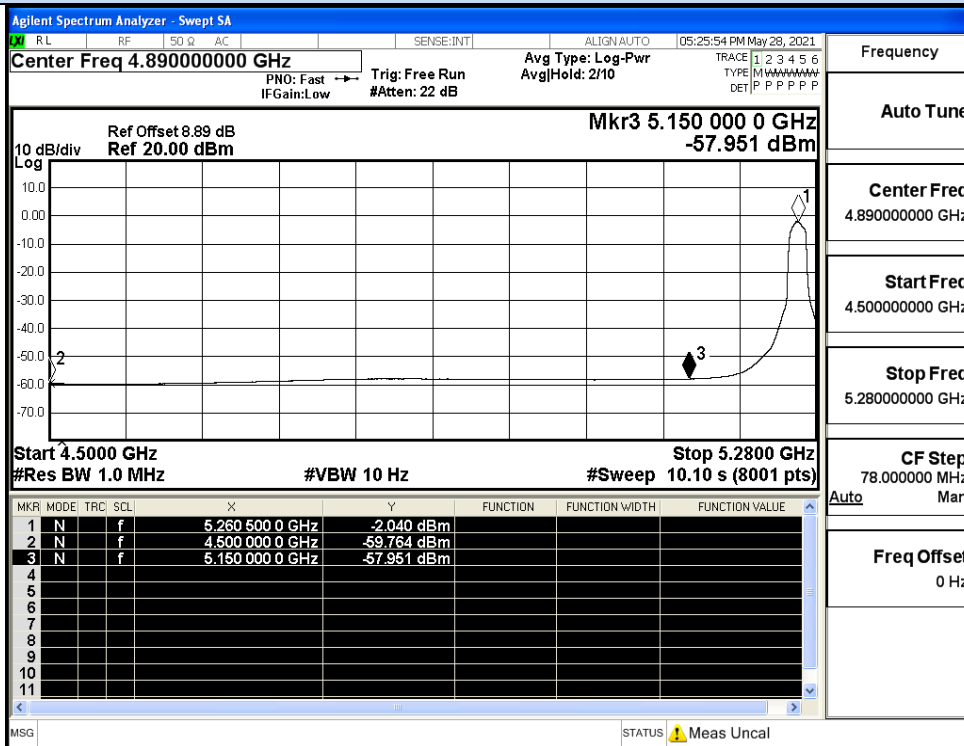 Agilent Spectrum Analyzer - Swept SA
LXI RL RF 50 Ω AC SENSE:INT ALIGN AUTO 05:25:54 PM May 28, 2021
Center Freq 4.890000000 GHz
PNO: Fast
IFGain:Low
Trig: Free Run
#Atten: 22 dB
Avg Type: Log-Pwr
Avg|Hold: 2/10
TRACE 1 2 3 4 5 6
TYPE M WWWWW
DET P P P P P P
Ref Offset 8.89 dB
10 dB/div Ref 20.00 dBm
Log
Mkr3 5.150 000 0 GHz
-57.951 dBm
10.0
0.00
-10.0
-20.0
-30.0
-40.0
-50.0
-60.0
-70.0
1
2
3
Start 4.5000 GHz Stop 5.2800 GHz
#Res BW 1.0 MHz #VBW 10 Hz #Sweep 10.10 s (8001 pts)
MKR MODE TRC SCL X Y FUNCTION FUNCTION WIDTH FUNCTION VALUE
1 N f 5.260 500 0 GHz -2.040 dBm
2 N f 4.500 000 0 GHz -59.764 dBm
3 N f 5.150 000 0 GHz -57.951 dBm
4
5
6
7
8
9
10
11
MSG STATUS Meas Uncal
Frequency
Auto Tune
Center Freq
4.890000000 GHz
Start Freq
4.500000000 GHz
Stop Freq
5.280000000 GHz
CF Step
78.000000 MHz
Auto Man
Freq Offset
0 Hz